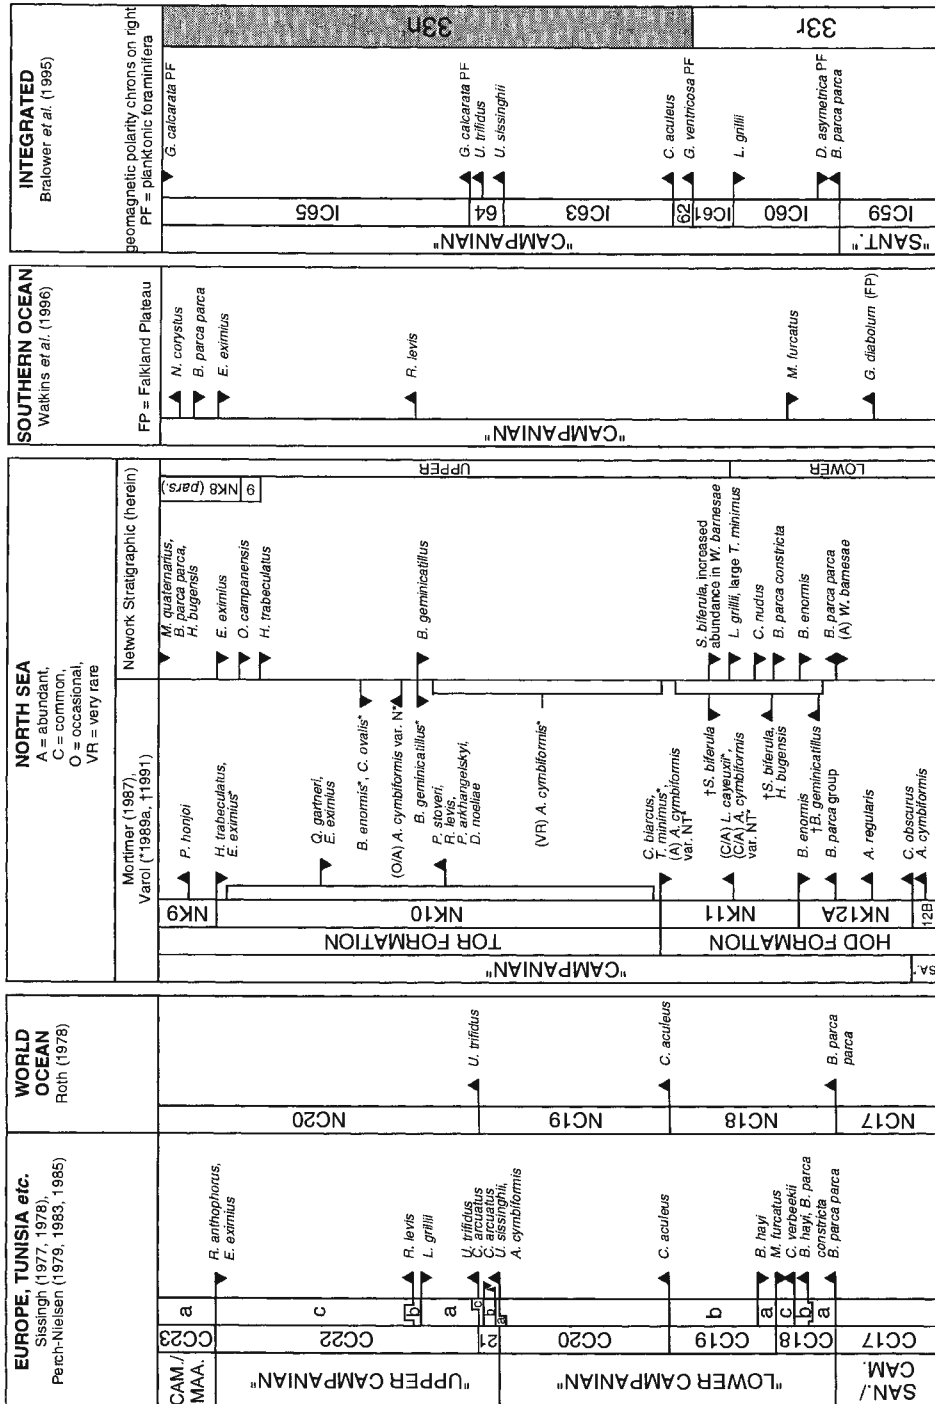 EUROPE, TUNISIA etc.
Sissingh (1977, 1978),
Perch-Nielsen (1979, 1983, 1985)
CAM./
MAA.
"UPPER CAMPANIAN"
"LOWER CAMPANIAN"
SAN./
CAM.
CC23
CC22
21
CC20
CC19
CC18
CC17
a
c
b
a
c
b
a
b
a
c
b
a
R. anthophorus,
E. eximius
R. levis
L. grillii
U. trifidus
C. arcuatus
C. arcuatus
U. sissinghii,
A. cymbiformis
C. aculeus
B. hayi
M. furcatus
C. verbeekii
B. hayi, B. parca
constricta
B. parca parca
WORLD
OCEAN
Roth (1978)
NC20
NC19
NC18
NC17
U. trifidus
C. aculeus
B. parca
parca
NORTH SEA
A = abundant,
C = common,
O = occasional,
VR = very rare
Mortimer (1987),
Varol (*1989a, †1991)
Network Stratigraphic (herein)
"CAMPANIAN"
"SA.
TOR FORMATION
HOD FORMATION
NK9
NK10
NK11
NK12A
12B
P. honjoi
H. trabeculatus,
E. eximius*
Q. gartneri,
E. eximius
B. enormis*, C. ovalis*
(O/A) A. cymbiformis var. N*
B. geminicatillus*
P. stoveri,
R. levis,
P. arkhangelskyi,
D. noeliae
(VR) A. cymbiformis*
C. biarcus,
T. minimus*,
(A) A. cymbiformis
var. NT*
†S. biferula
(C/A) L. cayeuxii*,
(C/A) A. cymbiformis
var. NT*
†S. biferula,
H. bugensis
B. enormis
†B. geminicatillus
B. parca group
A. regularis
C. obscurus
A. cymbiformis
M. quaternarius,
B. parca parca,
H. bugensis
E. eximius
O. campanensis
H. trabeculatus
B. geminicatillus
S. biferula, increased
abundance in W. barnesae
L. grillii, large T. minimus
C. nudus
B. parca constricta
B. enormis
B. parca parca
(A) W. barnesae
NK8 (pars.)
9
UPPER
LOWER
SOUTHERN OCEAN
Watkins et al. (1996)
FP = Falkland Plateau
"CAMPANIAN"
N. corystus
B. parca parca
E. eximius
R. levis
M. furcatus
G. diabolum (FP)
INTEGRATED
Bralower et al. (1995)
geomagnetic polarity chrons on right
PF = planktonic foraminifera
"CAMPANIAN"
"SANT."
IC65
64
IC63
62
IC61
IC60
IC59
G. calcarata PF
G. calcarata PF
U. trifidus
U. sissinghii
C. aculeus
G. ventricosa PF
L. grillii
D. asymetrica PF
B. parca parca
33n
33r